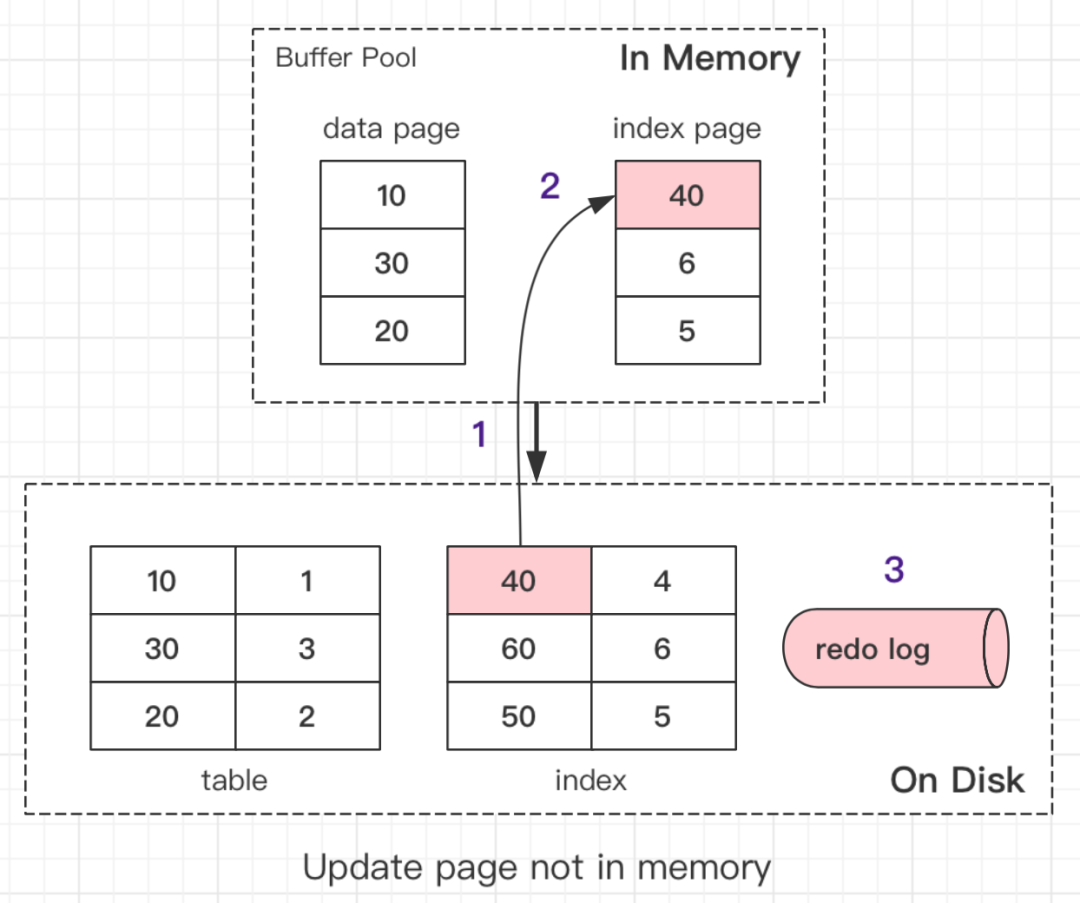 Buffer Pool
In Memory
data page
index page
10
30
20
2
40
6
5
1
10 1
30 3
20 2
table
40 4
60 6
50 5
index
3
redo log
On Disk
Update page not in memory